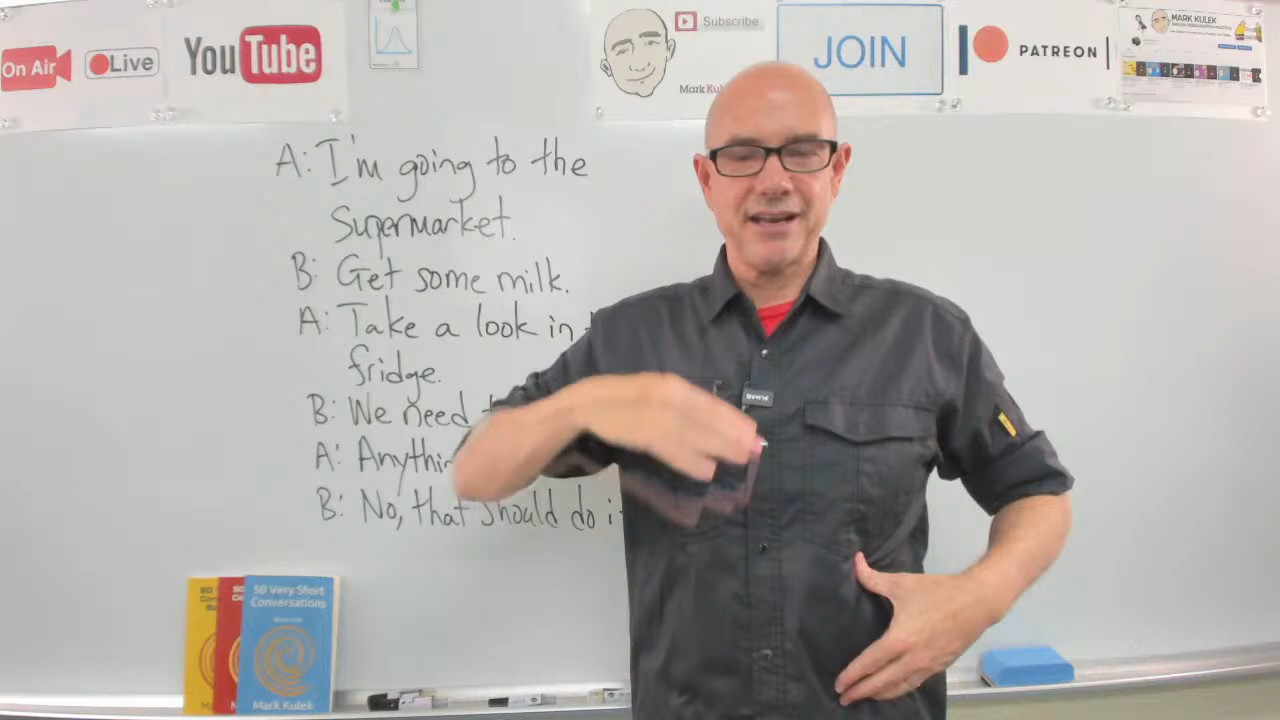 On Air
Live
YouTube
Subscribe
Mark
JOIN
PATREON
MARK KULEK
A: I'm going to the
Supermarket.
B: Get some milk.
A: Take a look in
fridge.
B: We need
A:
B: No, that should do
50 Very Short
Conversations
Mark Kulek